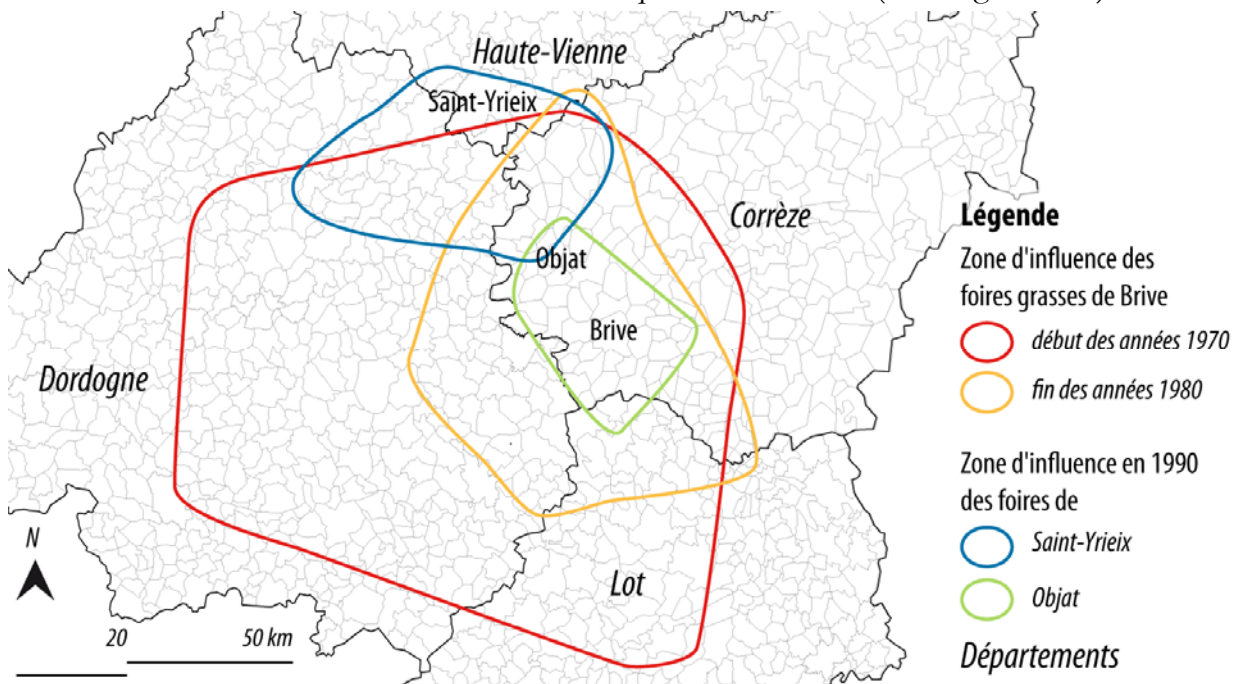 Haute-Vienne
Saint-Yrieix
Corrèze
Objat
Brive
Dordogne
Lot
N
20
50 km
Légende
Zone d'influence des
foires grasses de Brive
début des années 1970
fin des années 1980
Zone d'influence en 1990
des foires de
Saint-Yrieix
Objat
Départements